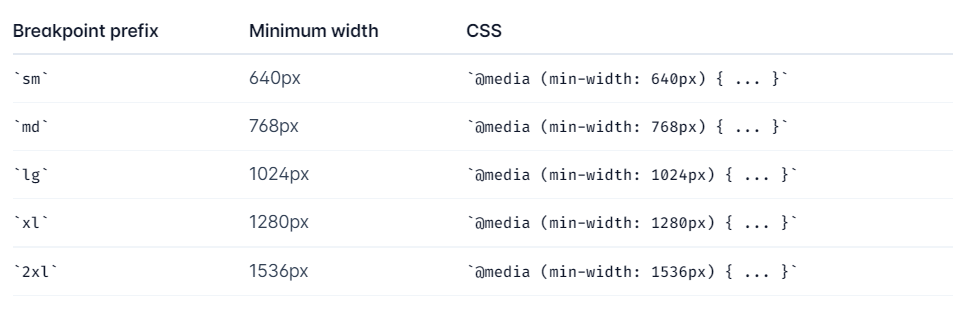 Breakpoint prefix Minimum width CSS
`sm` 640px `@media (min-width: 640px) { ... }`
`md` 768px `@media (min-width: 768px) { ... }`
`lg` 1024px `@media (min-width: 1024px) { ... }`
`xl` 1280px `@media (min-width: 1280px) { ... }`
`2xl` 1536px `@media (min-width: 1536px) { ... }`